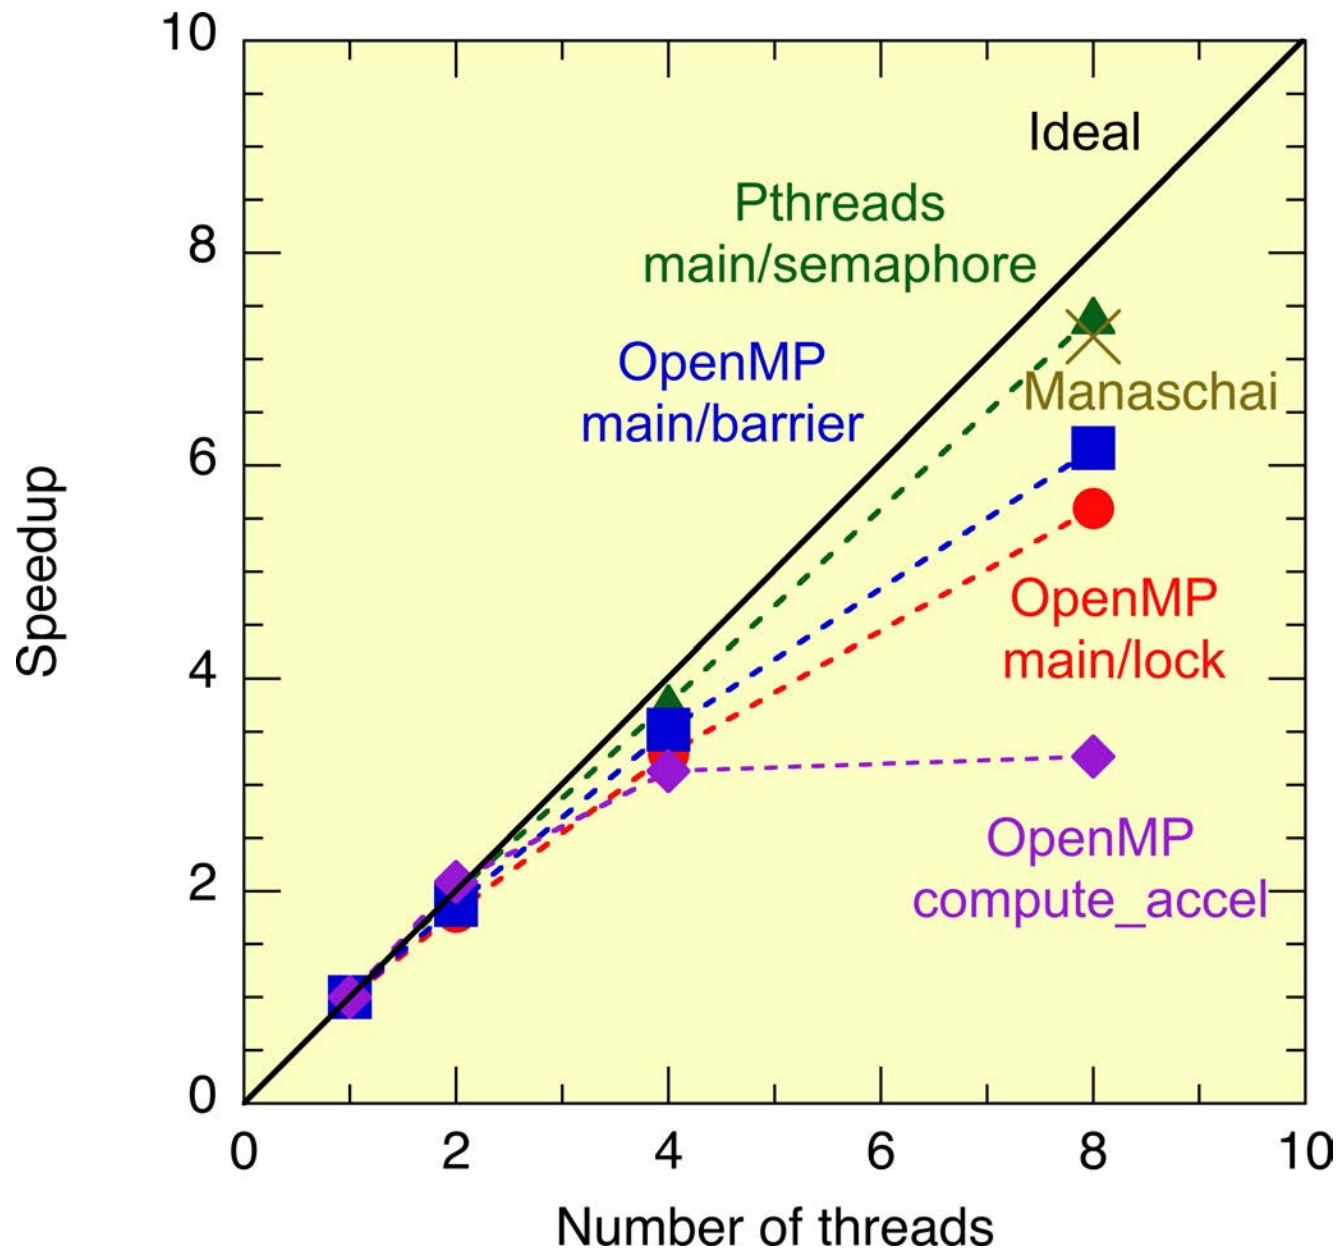 10
Ideal
Pthreads
main/semaphore
8
OpenMP
main/barrier
Manaschai
6
OpenMP
main/lock
Speedup
4
OpenMP
compute_accel
2
0
0 2 4 6 8 10
Number of threads